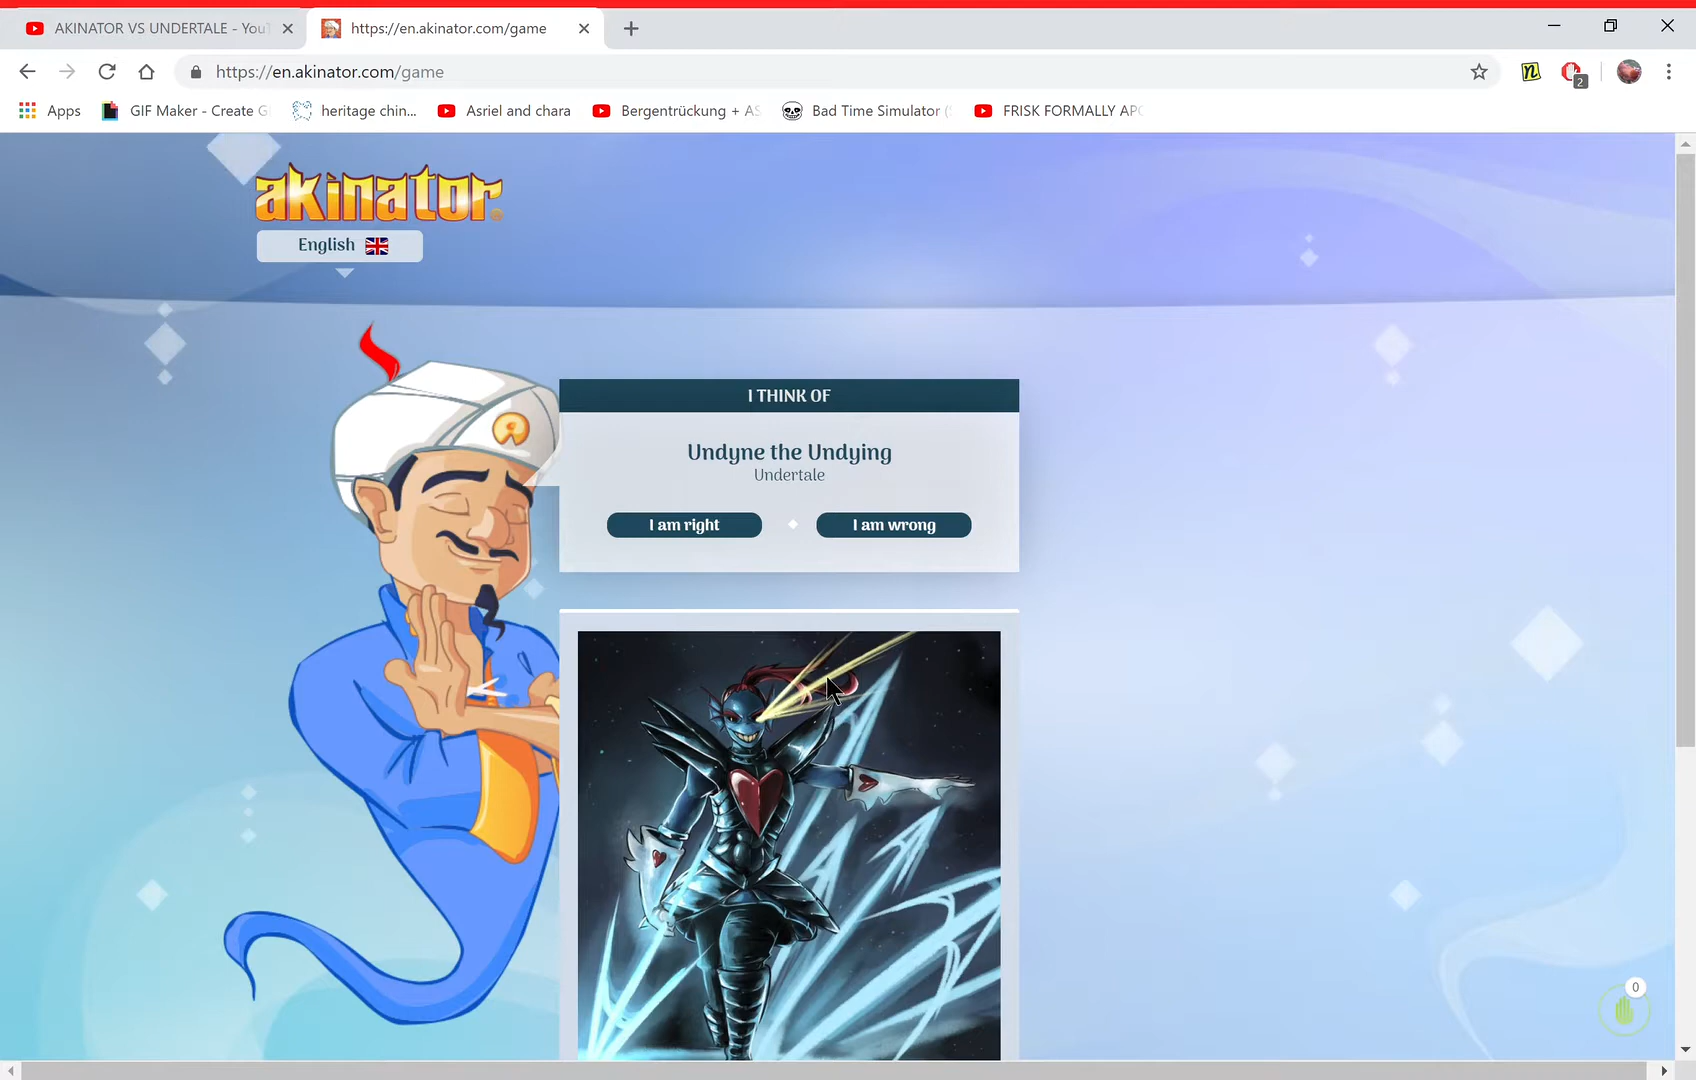 AKINATOR VS UNDERTALE - You
https://en.akinator.com/game
https://en.akinator.com/game
2
Apps
GIF Maker - Create G
heritage chin...
Asriel and chara
Bergentrückung + AS
Bad Time Simulator (
FRISK FORMALLY APO
akinator
English
I THINK OF
Undyne the Undying
Undertale
I am right
I am wrong
0